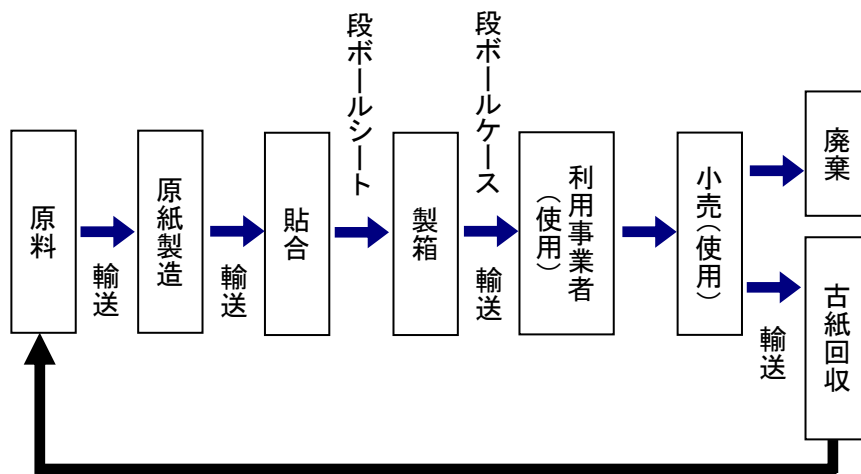 段ボールシート
段ボールケース
原料
輸送
原紙製造
輸送
貼合
製箱
輸送
利用事業者
（使用）
小売（使用）
廃棄
輸送
古紙回収